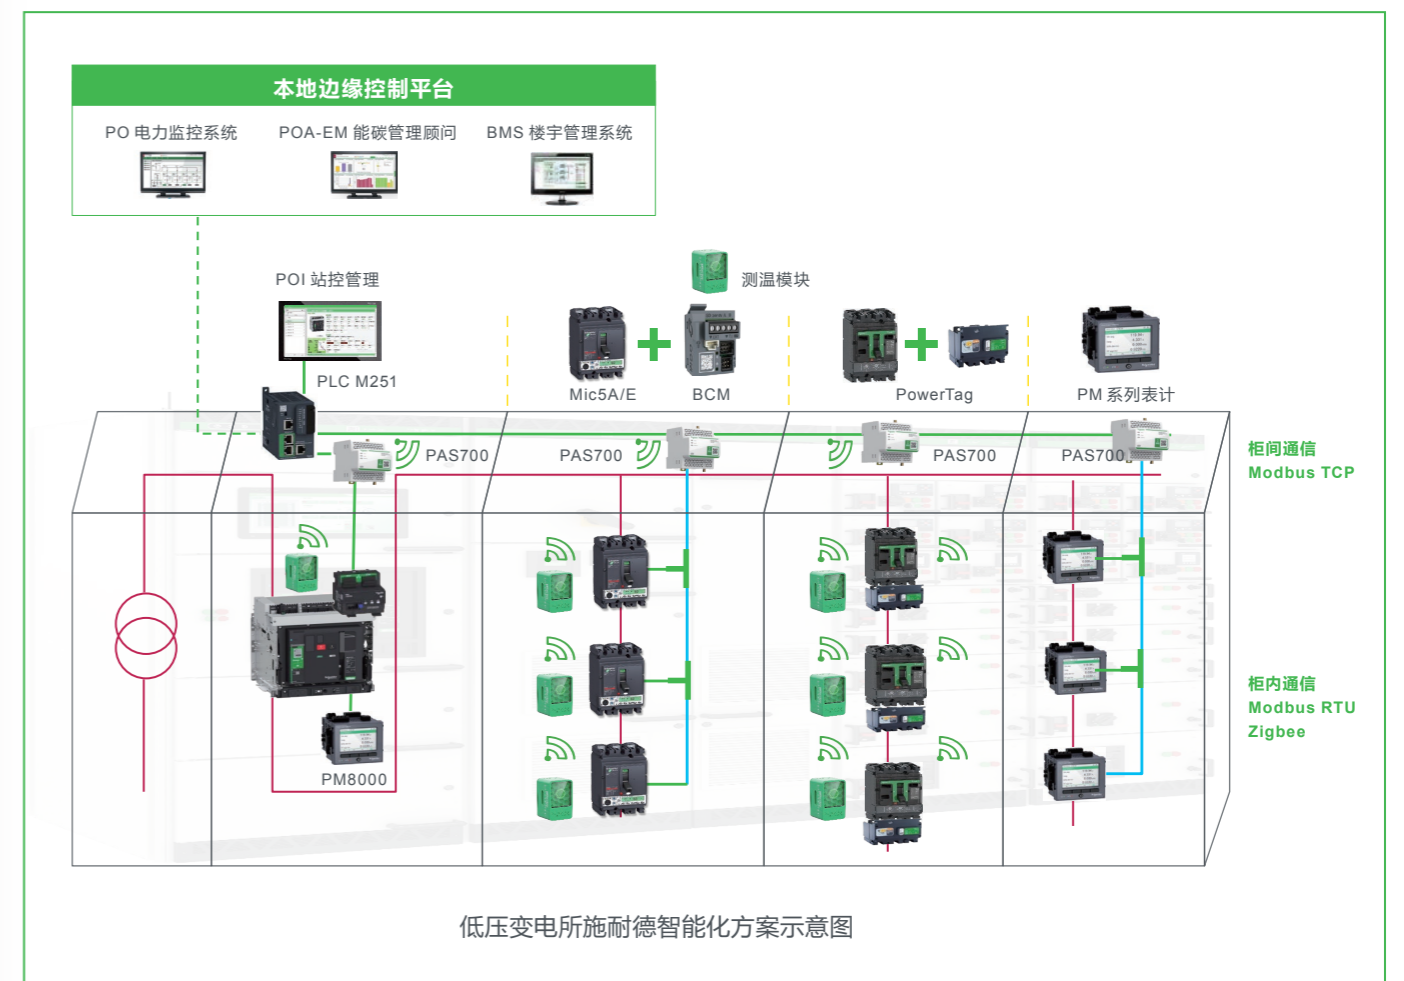 本地边缘控制平台
PO 电力监控系统
POA-EM 能碳管理顾问
BMS 楼宇管理系统
POI 站控管理
测温模块
PLC M251
Mic5A/E
BCM
PowerTag
PM 系列表计
PAS700
PAS700
PAS700
PAS700
柜间通信
Modbus TCP
柜内通信
Modbus RTU
Zigbee
PM8000
低压变电所施耐德智能化方案示意图